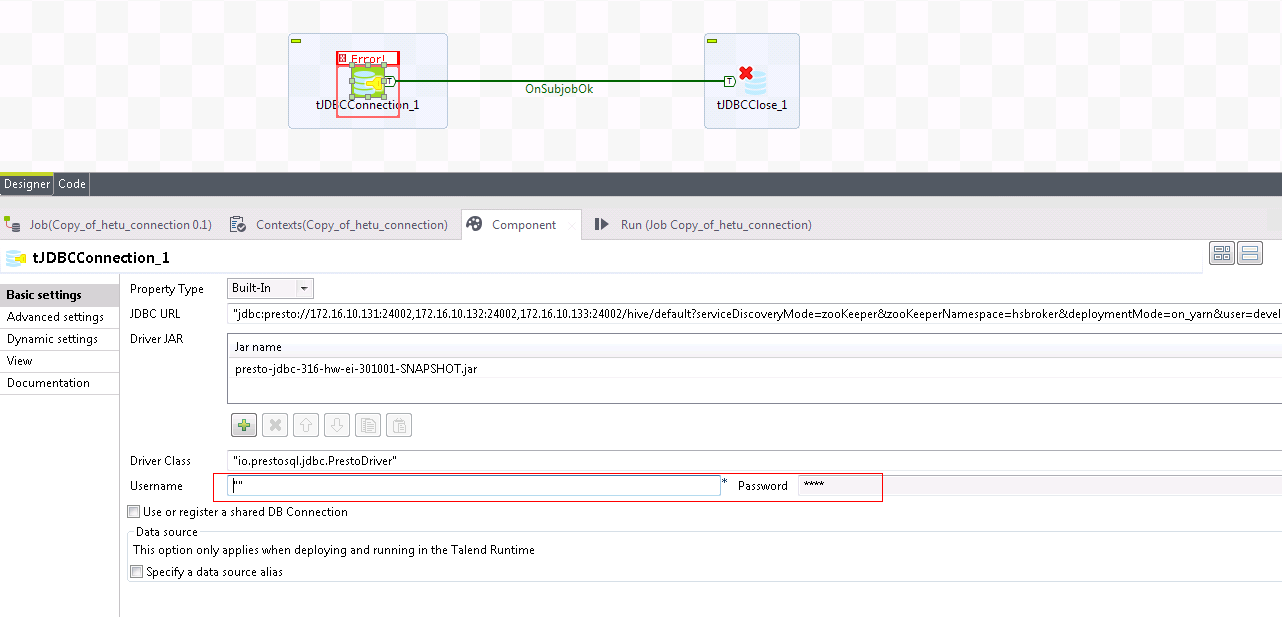 Error!
T
T
OnSubjobOk
tJDBCConnection_1
tJDBCClose_1
Designer
Code
Job(Copy_of_hetu_connection 0.1)
Contexts(Copy_of_hetu_connection)
Component
Run (Job Copy_of_hetu_connection)
tJDBCConnection_1
Basic settings
Advanced settings
Dynamic settings
View
Documentation
Property Type
Built-In
JDBC URL
"jdbc:presto://172.16.10.131:24002,172.16.10.132:24002,172.16.10.133:24002/hive/default?serviceDiscoveryMode=zooKeeper&zooKeeperNamespace=hsbroker&deploymentMode=on_yarn&user=devel
Driver JAR
Jar name
presto-jdbc-316-hw-ei-301001-SNAPSHOT.jar
Driver Class
"io.prestosql.jdbc.PrestoDriver"
Username
""
*
Password
****
Use or register a shared DB Connection
Data source
This option only applies when deploying and running in the Talend Runtime
Specify a data source alias